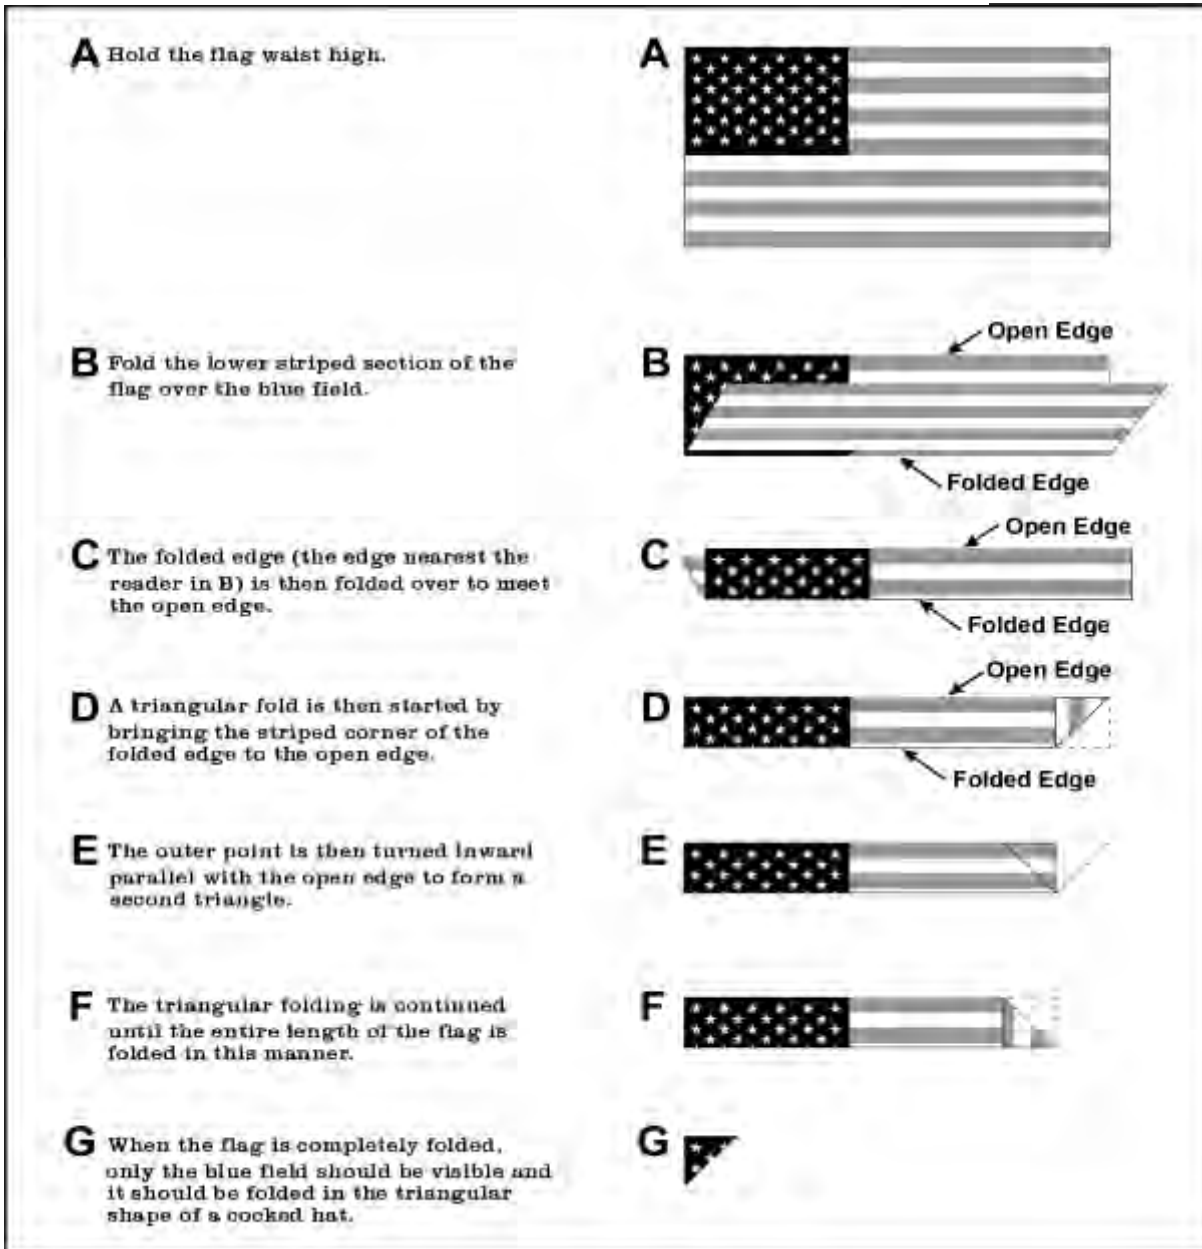 A Hold the flag waist high.
A
Open Edge
B Fold the lower striped section of the
flag over the blue field.
B
Folded Edge
Open Edge
C The folded edge (the edge nearest the
reader in B) is then folded over to meet
the open edge.
C
Folded Edge
Open Edge
D A triangular fold is then started by
bringing the striped corner of the
folded edge to the open edge.
D
Folded Edge
E The outer point is then turned inward
parallel with the open edge to form a
second triangle.
E
F The triangular folding is continued
until the entire length of the flag is
folded in this manner.
F
G When the flag is completely folded,
only the blue field should be visible and
it should be folded in the triangular
shape of a cocked hat.
G